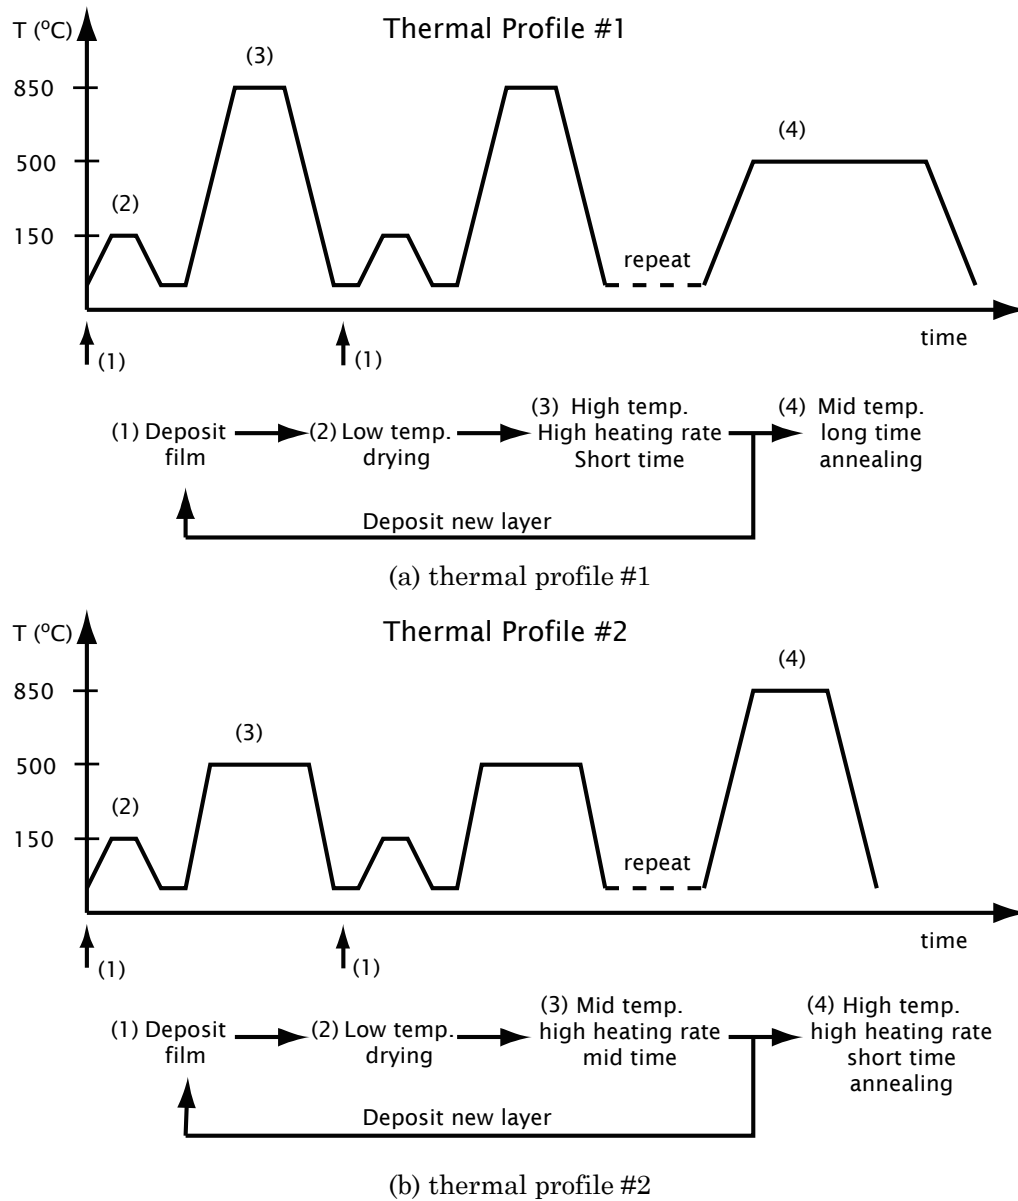 T (°C)
Thermal Profile #1
(3)
850
(4)
500
(2)
150
repeat
time
(1)
(1)
(1) Deposit
film
(2) Low temp.
drying
(3) High temp.
High heating rate
Short time
(4) Mid temp.
long time
annealing
Deposit new layer
(a) thermal profile #1
T (°C)
Thermal Profile #2
(4)
850
(3)
500
(2)
150
repeat
time
(1)
(1)
(1) Deposit
film
(2) Low temp.
drying
(3) Mid temp.
high heating rate
mid time
(4) High temp.
high heating rate
short time
annealing
Deposit new layer
(b) thermal profile #2